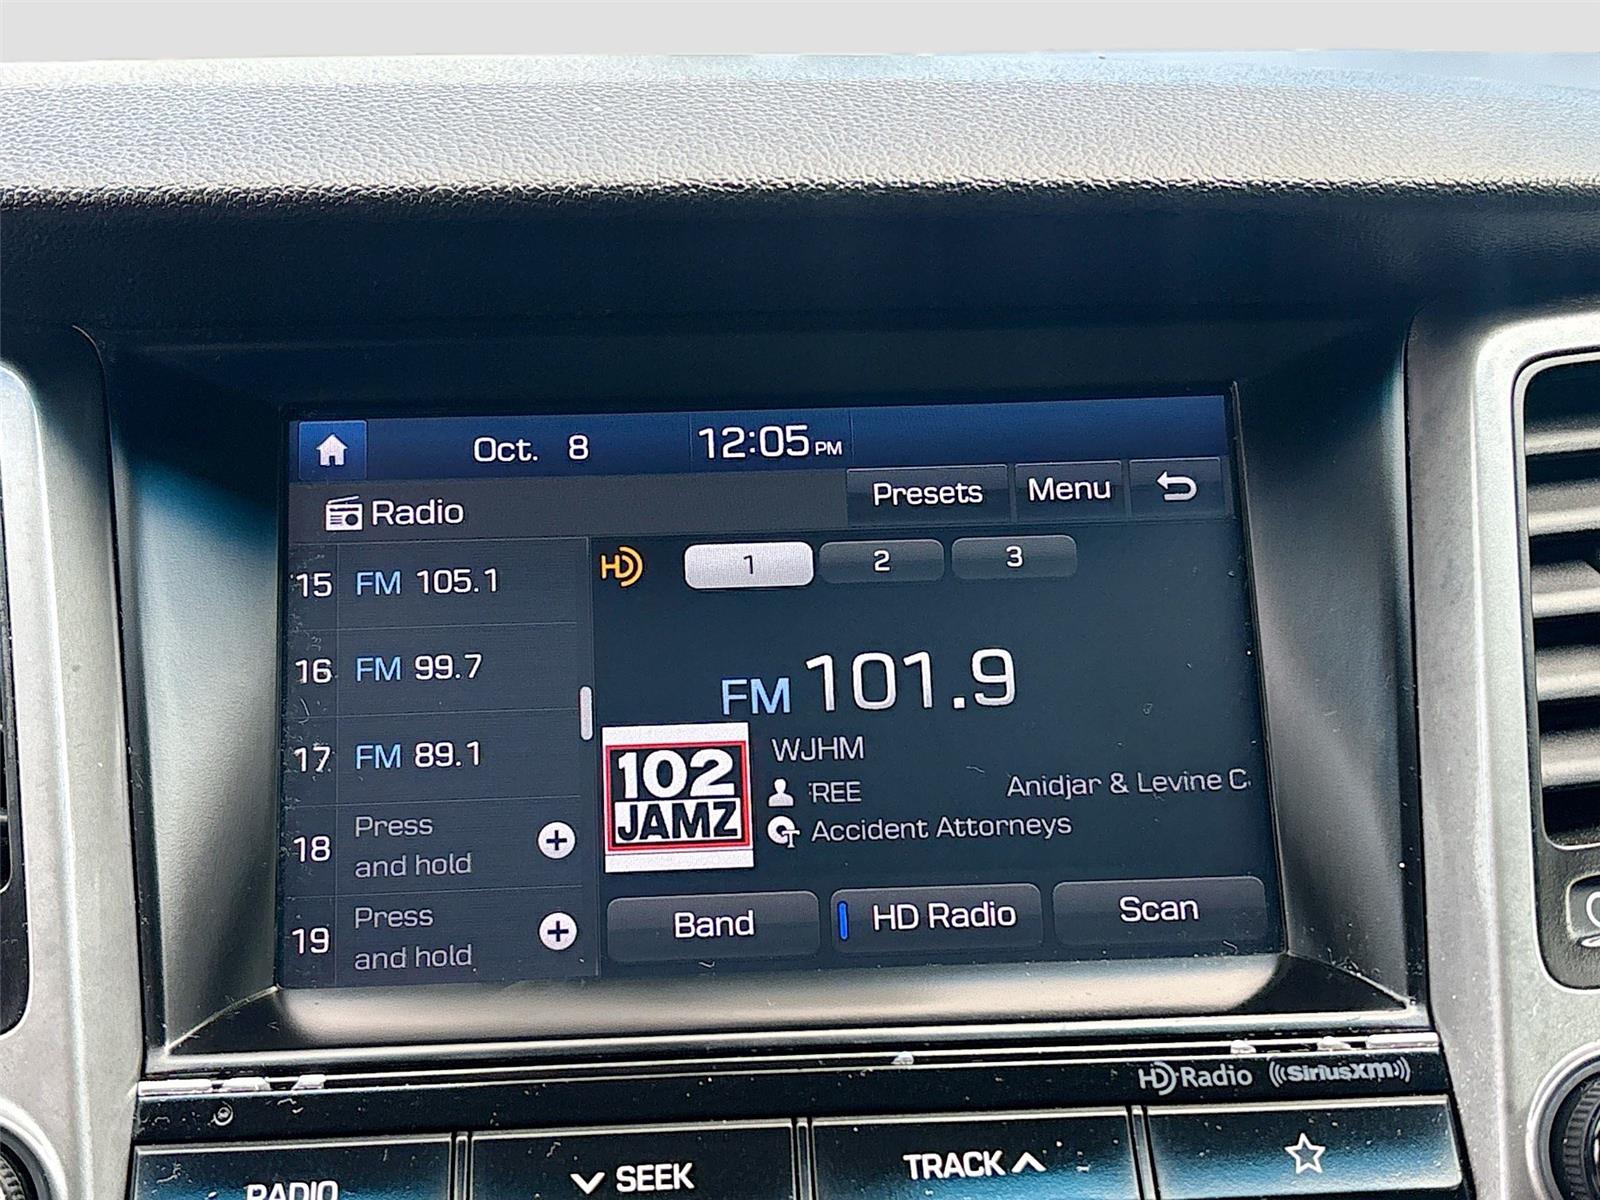 Oct. 8 12:05 PM
Radio
Presets Menu
15 FM 105.1
16 FM 99.7
17 FM 89.1
18 Press and hold
19 Press and hold
HD 1 2 3
FM 101.9
102 JAMZ
WJHM
REE Anidjar & Levine C
Accident Attorneys
Band HD Radio Scan
HD Radio ((SiriusXM))
RADIO
SEEK
TRACK